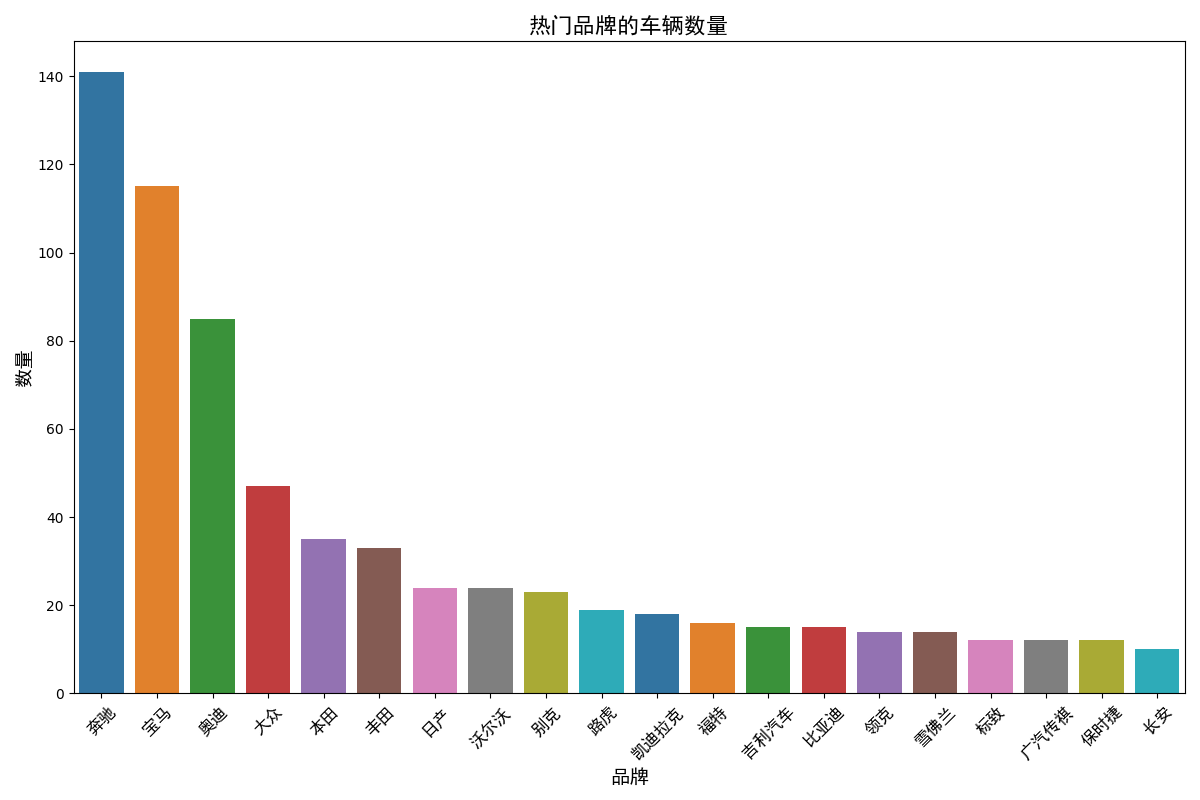 热门品牌的车辆数量
数量
140
120
100
80
60
40
20
0
奔驰
宝马
奥迪
大众
本田
丰田
日产
沃尔沃
别克
路虎
凯迪拉克
福特
吉利汽车
比亚迪
领克
雪佛兰
标致
广汽传祺
保时捷
长安
品牌